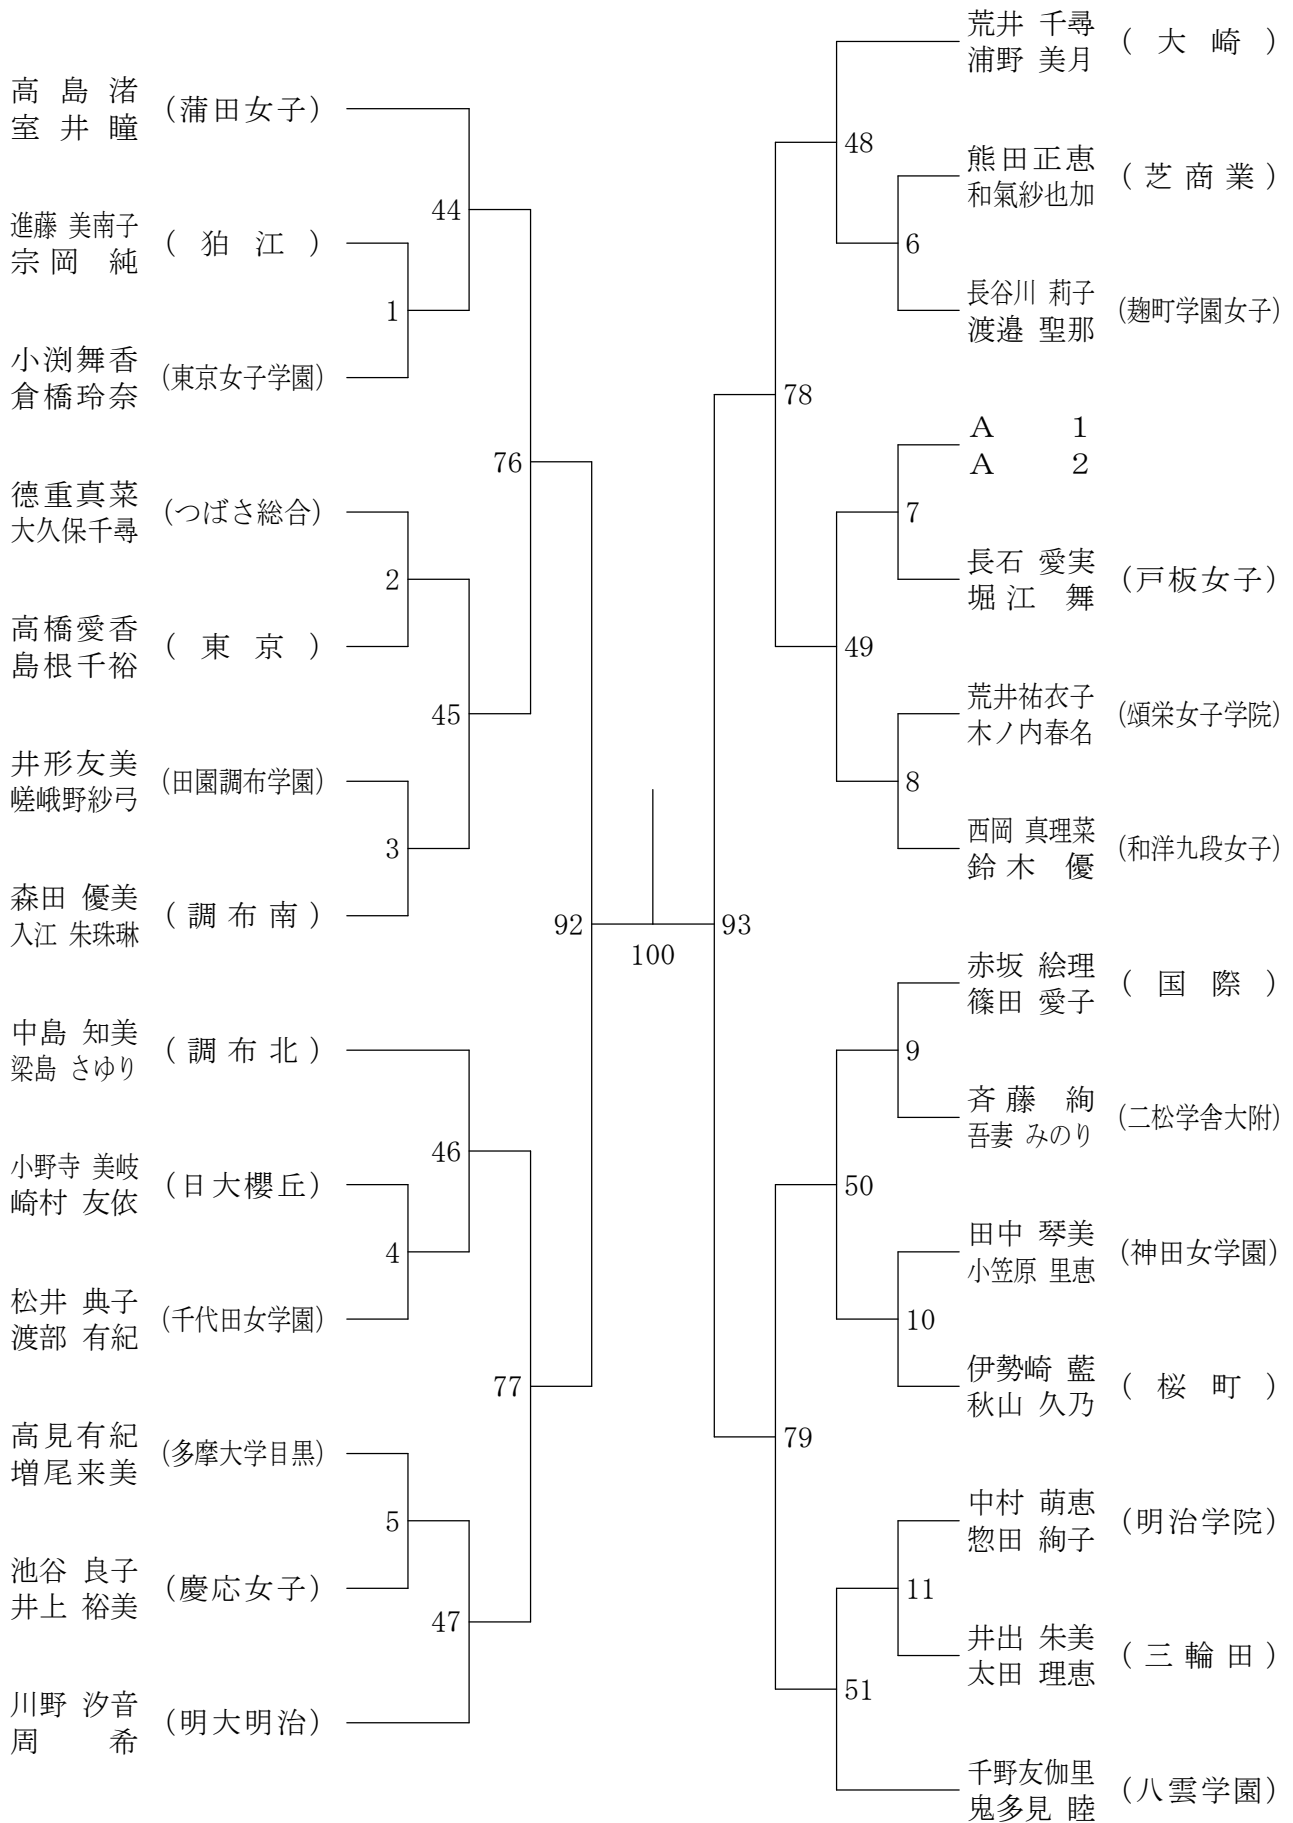 高島渚
室井瞳
(蒲田女子)
進藤 美南子
宗岡 純
(狛江)
小渕舞香
倉橋玲奈
(東京女子学園)
徳重真菜
大久保千尋
(つばさ総合)
高橋愛香
島根千裕
(東京)
井形友美
嵯峨野紗弓
(田園調布学園)
森田 優美
入江 朱珠琳
(調布南)
中島 知美
梁島 さゆり
(調布北)
小野寺 美岐
崎村 友依
(日大櫻丘)
松井 典子
渡部 有紀
(千代田女学園)
高見有紀
増尾来美
(多摩大学目黒)
池谷 良子
井上 裕美
(慶応女子)
川野 汐音
周 希
(明大明治)
44
1
76
2
45
3
92
46
4
77
5
47
100
荒井 千尋
浦野 美月
(大崎)
熊田正恵
和氣紗也加
(芝商業)
長谷川 莉子
渡邉 聖那
(麹町学園女子)
A 1
A 2
長石 愛実
堀江 舞
(戸板女子)
荒井祐衣子
木ノ内春名
(頌栄女子学院)
西岡 真理菜
鈴木 優
(和洋九段女子)
赤坂 絵理
篠田 愛子
(国際)
斉藤 絢
吾妻 みのり
(二松学舎大附)
田中 琴美
小笠原 里恵
(神田女学園)
伊勢崎 藍
秋山 久乃
(桜町)
中村 萌恵
惣田 絢子
(明治学院)
井出 朱美
太田 理恵
(三輪田)
千野友伽里
鬼多見 睦
(八雲学園)
48
6
78
7
49
8
93
9
50
10
79
11
51